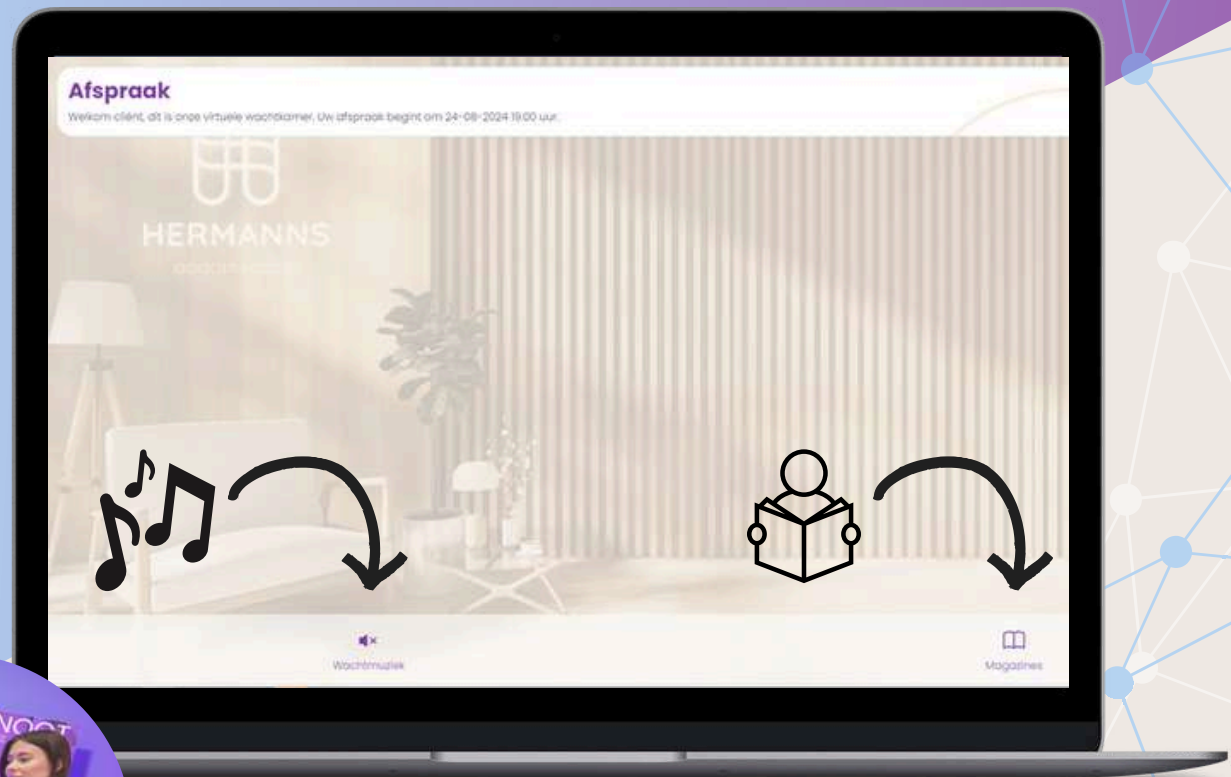 Afspraak
Welkom cliënt, dit is onze virtuele wachtkamer. Uw afspraak begint om 24-08-2024 19:00 uur.
HERMANNS
Wachtmuziek
Magazines